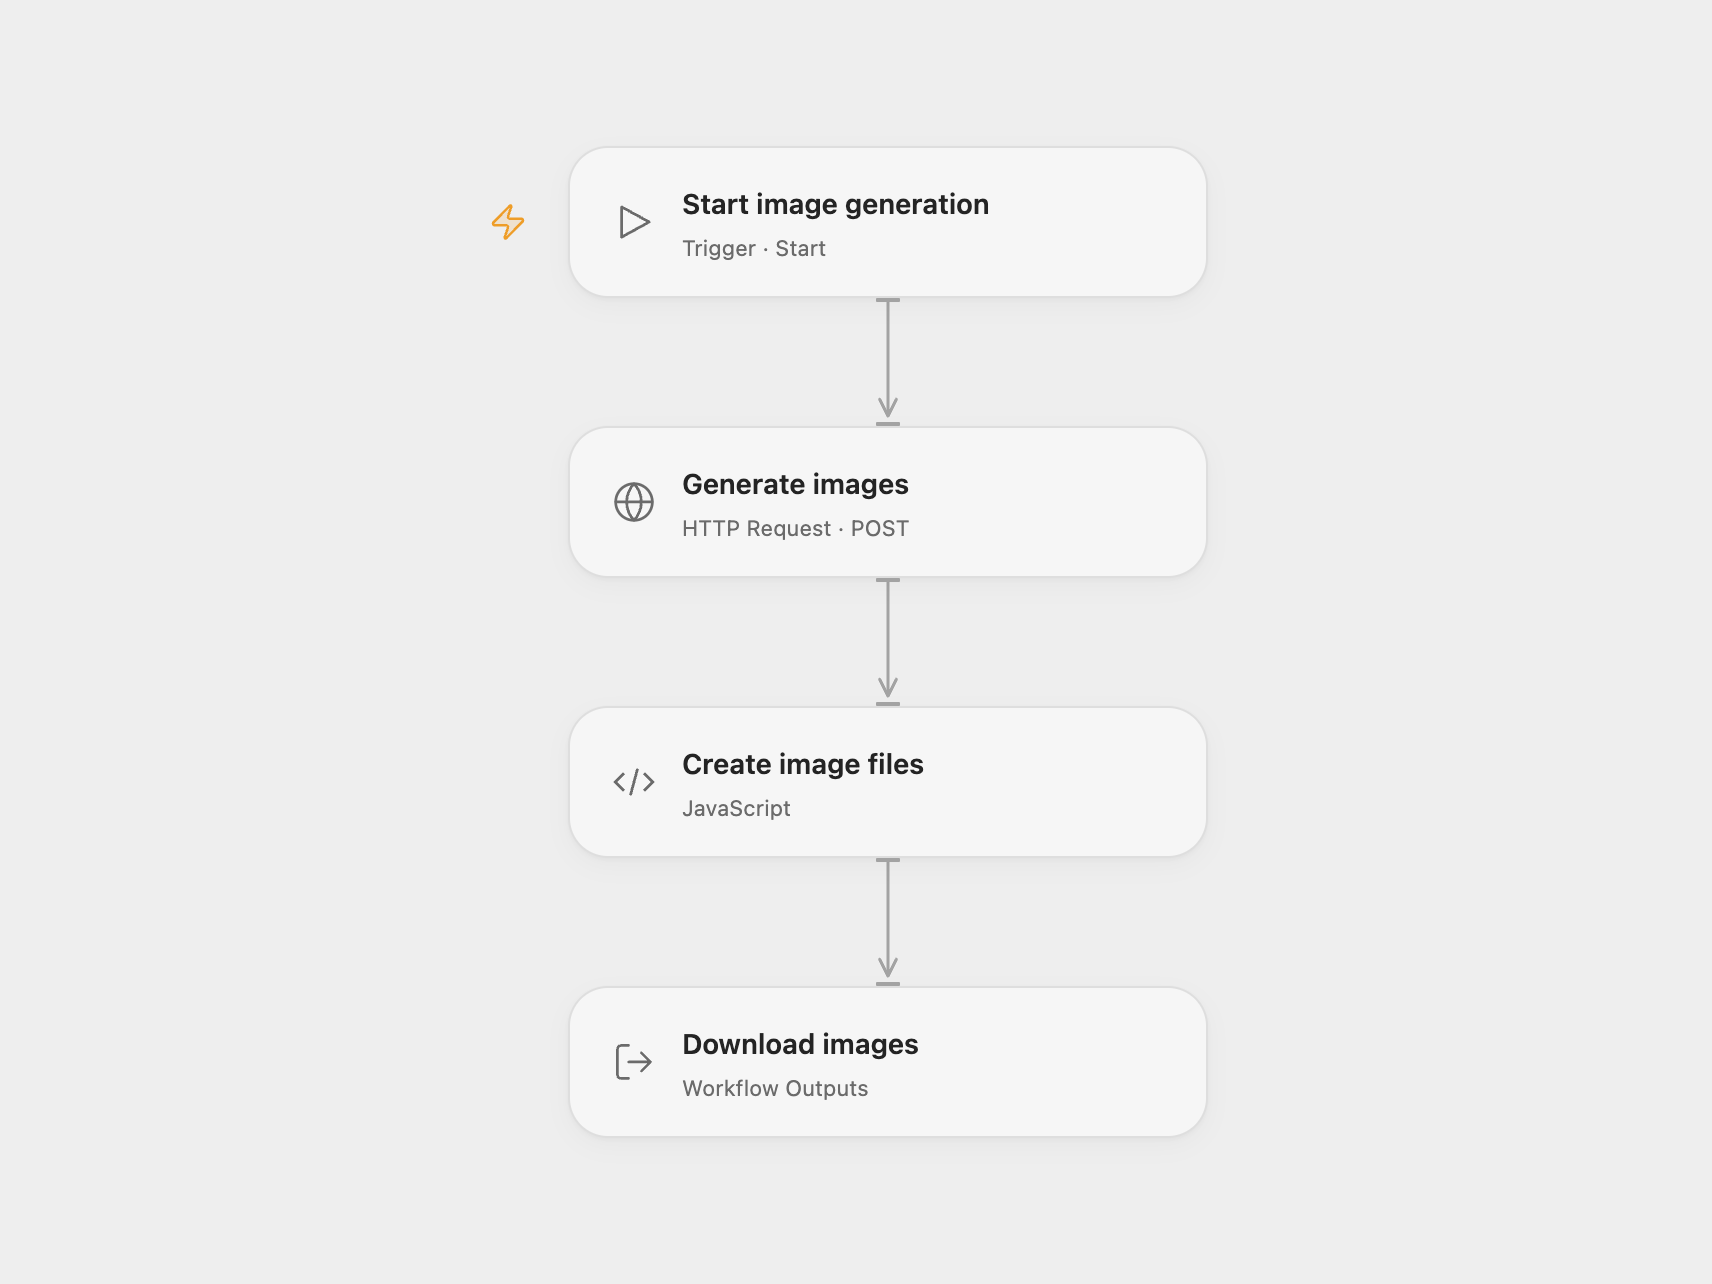 Start image generation
Trigger · Start
Generate images
HTTP Request · POST
Create image files
JavaScript
Download images
Workflow Outputs